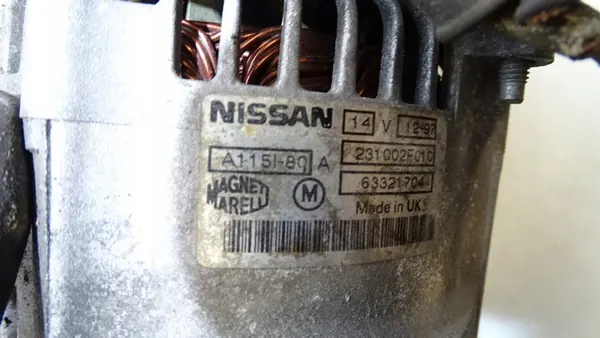 NISSAN 14 V 12-97
A115I-80 A 231002F010
MAGNETI MARELLI M 63321704
Made in UK